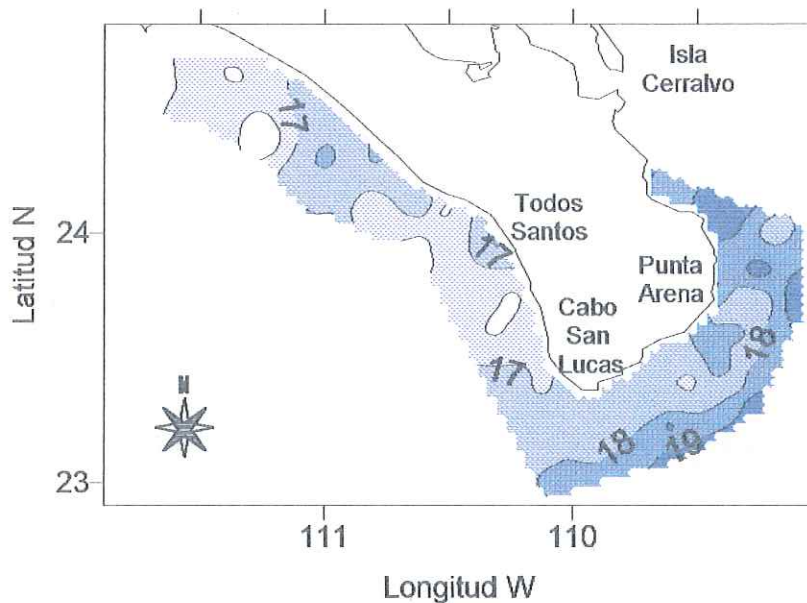 Isla
Cerralvo
17
Todos
Santos
24
17
Punta
Arena
Cabo
San
Lucas
18
17
N
18
19
23
111
110
Latitud N
Longitud W